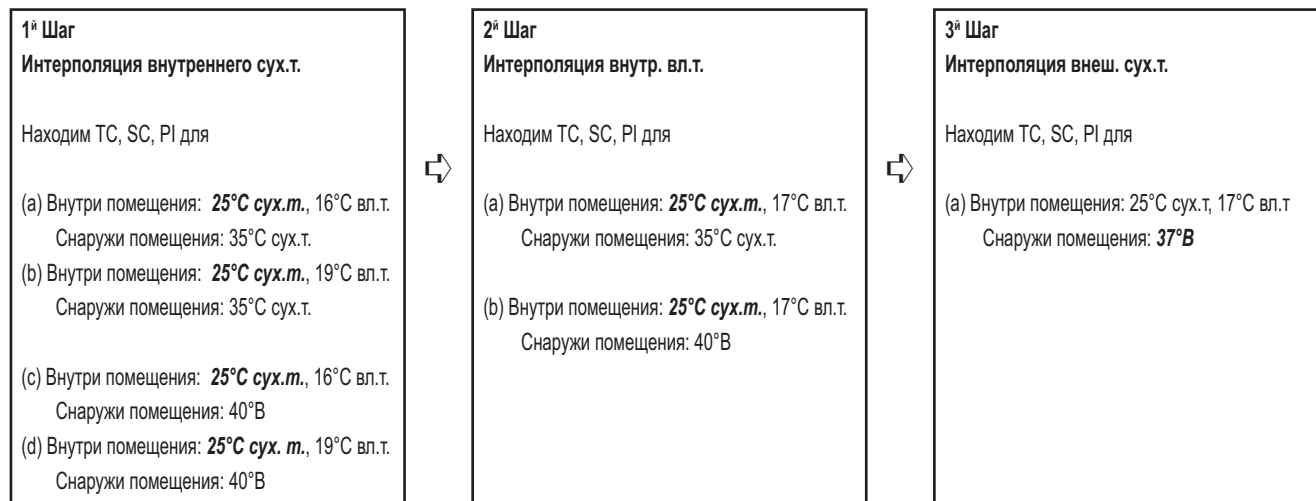 1й Шаг
Интерполяция внутреннего сух.т.
Находим TC, SC, PI для
(a) Внутри помещения: 25°C сух.т., 16°C вл.т.
Снаружи помещения: 35°C сух.т.
(b) Внутри помещения: 25°C сух.т., 19°C вл.т.
Снаружи помещения: 35°C сух.т.
(c) Внутри помещения: 25°C сух.т., 16°C вл.т.
Снаружи помещения: 40°B
(d) Внутри помещения: 25°C сух. т., 19°C вл.т.
Снаружи помещения: 40°B
2й Шаг
Интерполяция внутр. вл.т.
Находим TC, SC, PI для
(a) Внутри помещения: 25°C сух.т., 17°C вл.т.
Снаружи помещения: 35°C сух.т.
(b) Внутри помещения: 25°C сух.т., 17°C вл.т.
Снаружи помещения: 40°B
3й Шаг
Интерполяция внеш. сух.т.
Находим TC, SC, PI для
(a) Внутри помещения: 25°C сух.т, 17°C вл.т
Снаружи помещения: 37°B